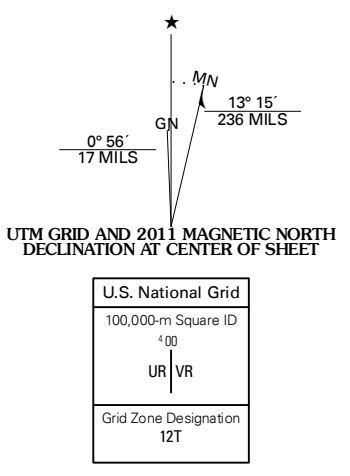 ★
MN
GN
13° 15´
236 MILS
0° 56´
17 MILS
UTM GRID AND 2011 MAGNETIC NORTH
DECLINATION AT CENTER OF SHEET
U.S. National Grid
100,000-m Square ID
4 00
UR VR
Grid Zone Designation
12T